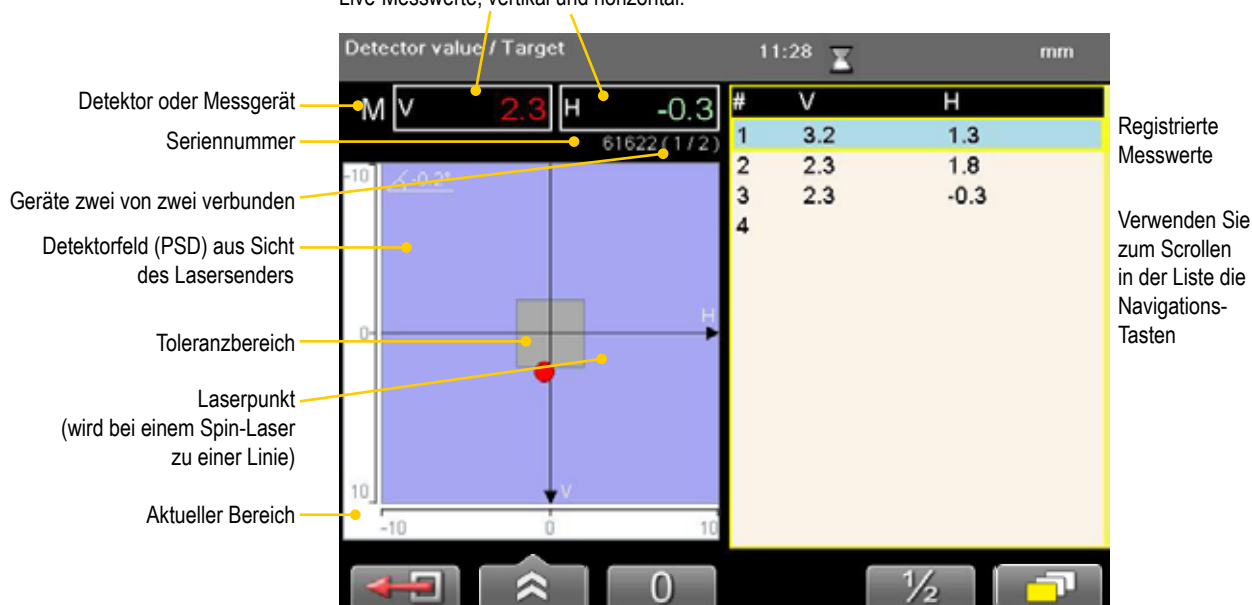 Live Messwerte, vertikal und horizontal.
Detector value / Target 11:28 mm
Detektor oder Messgerät
M V 2.3 H -0.3
Seriennummer
61622 (1/2)
Geräte zwei von zwei verbunden
Detektorfeld (PSD) aus Sicht
des Lasersenders
Toleranzbereich
Laserpunkt
(wird bei einem Spin-Laser
zu einer Linie)
Aktueller Bereich
-10
-0.2°
0
H
10
V
-10 0 10
# V H
1 3.2 1.3
2 2.3 1.8
3 2.3 -0.3
4
Registrierte
Messwerte
Verwenden Sie
zum Scrollen
in der Liste die
Navigations-
Tasten
0
½